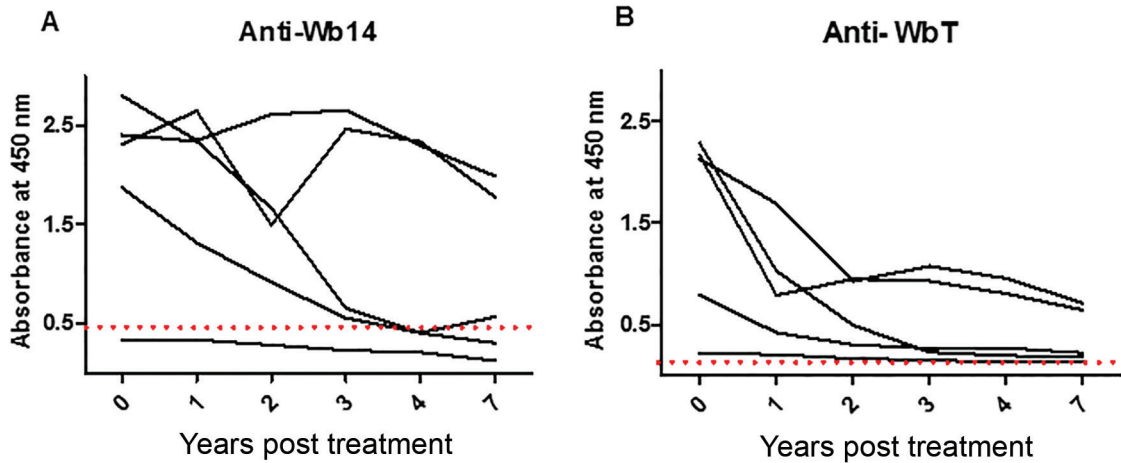 A
Anti-Wb14
Absorbance at 450 nm
2.5
1.5
0.5
0 1 2 3 4 7
Years post treatment
B
Anti- WbT
Absorbance at 450 nm
2.5
1.5
0.5
0 1 2 3 4 7
Years post treatment